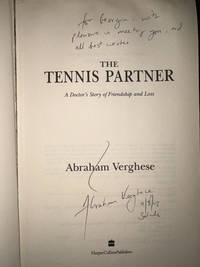 for Georgia – with
pleasure in meeting you, and
all best wishes
THE
TENNIS PARTNER
A Doctor's Story of Friendship and Loss
Abraham Verghese
Abraham Verghese
HarperCollinsPublishers